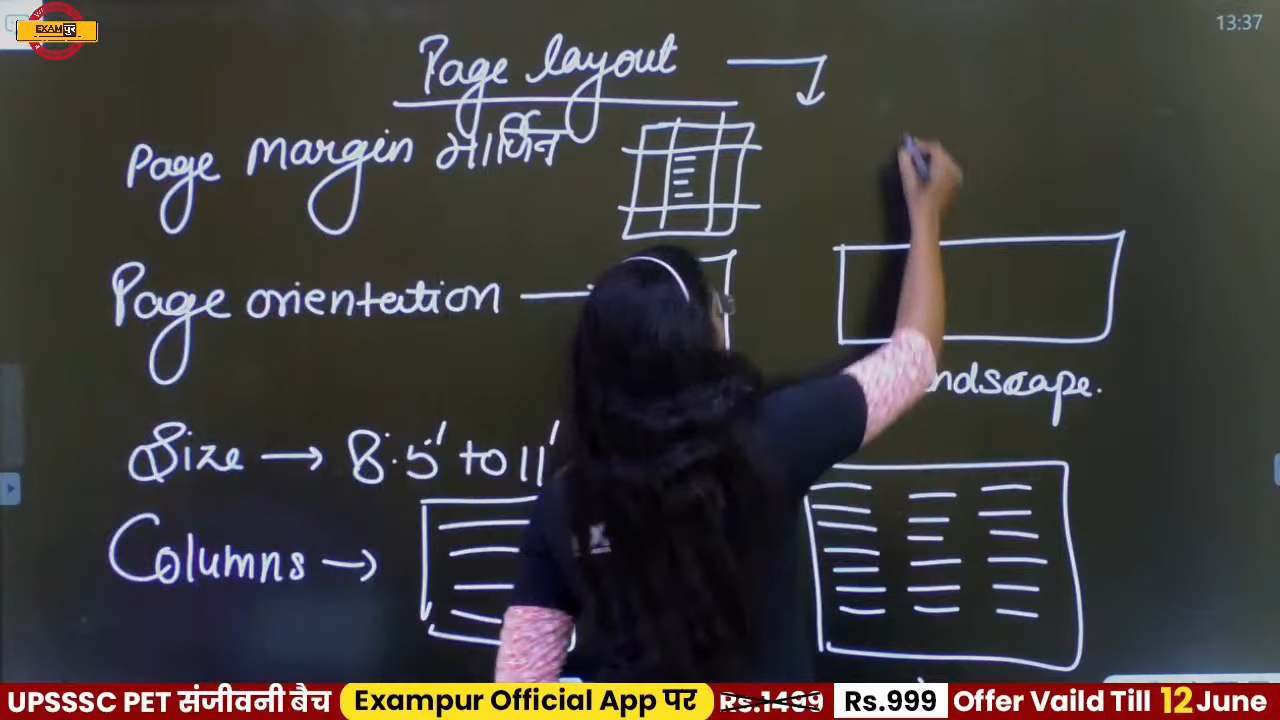 EXAMपुर
13:37
Page layout
Page margin मार्जिन
Page orientation
ndscape.
Size → 8.5' to 11'
Columns →
UPSSSC PET संजीवनी बैच Exampur Official App पर Rs.1499 Rs.999 Offer Vaild Till 12 June